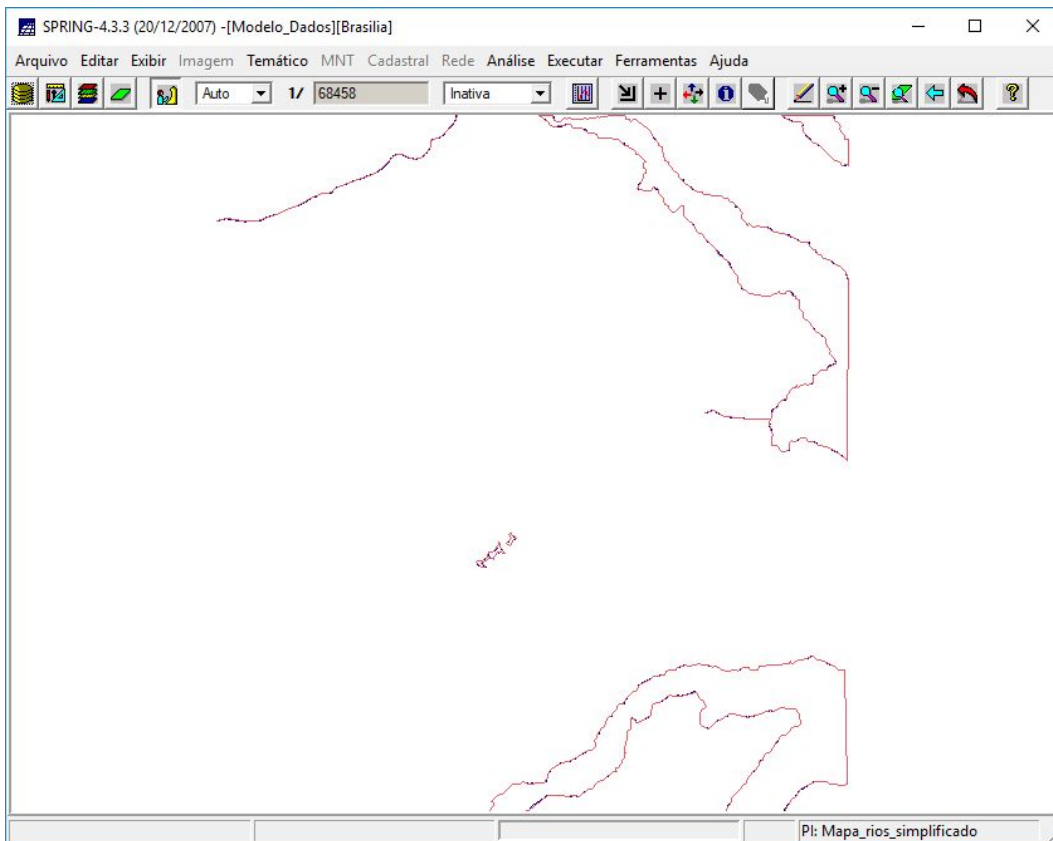 SPRING-4.3.3 (20/12/2007) -[Modelo_Dados][Brasilia]
Arquivo Editar Exibir Imagem Temático MNT Cadastral Rede Análise Executar Ferramentas Ajuda
Auto 1/ 68458 Inativa
PI: Mapa_rios_simplificado